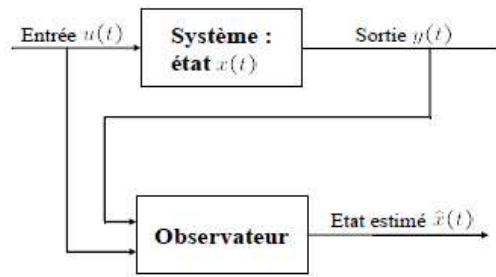 Entrée u(t)
Système :
état x(t)
Sortie y(t)
Observateur
Etat estimé x̂(t)